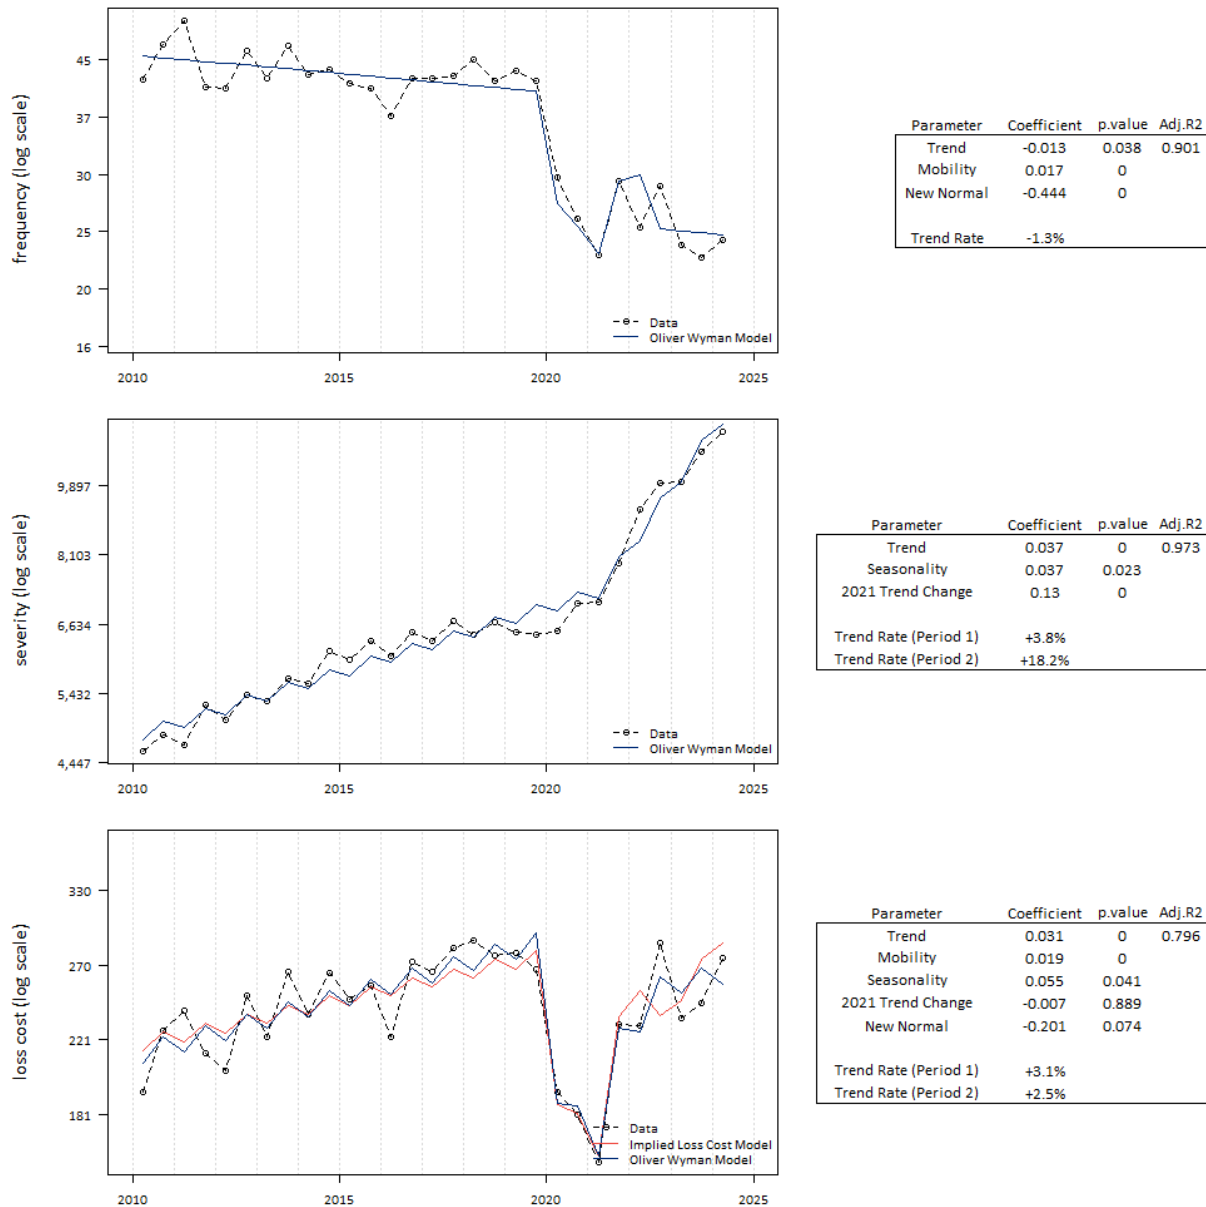 frequency (log scale)
45
37
30
25
20
16
Data
Oliver Wyman Model
2010
2015
2020
2025
Parameter Coefficient p.value Adj.R2
Trend -0.013 0.038 0.901
Mobility 0.017 0
New Normal -0.444 0
Trend Rate -1.3%
severity (log scale)
9,897
8,103
6,634
5,432
4,447
Data
Oliver Wyman Model
2010
2015
2020
2025
Parameter Coefficient p.value Adj.R2
Trend 0.037 0 0.973
Seasonality 0.037 0.023
2021 Trend Change 0.13 0
Trend Rate (Period 1) +3.8%
Trend Rate (Period 2) +18.2%
loss cost (log scale)
330
270
221
181
Data
Implied Loss Cost Model
Oliver Wyman Model
2010
2015
2020
2025
Parameter Coefficient p.value Adj.R2
Trend 0.031 0 0.796
Mobility 0.019 0
Seasonality 0.055 0.041
2021 Trend Change -0.007 0.889
New Normal -0.201 0.074
Trend Rate (Period 1) +3.1%
Trend Rate (Period 2) +2.5%